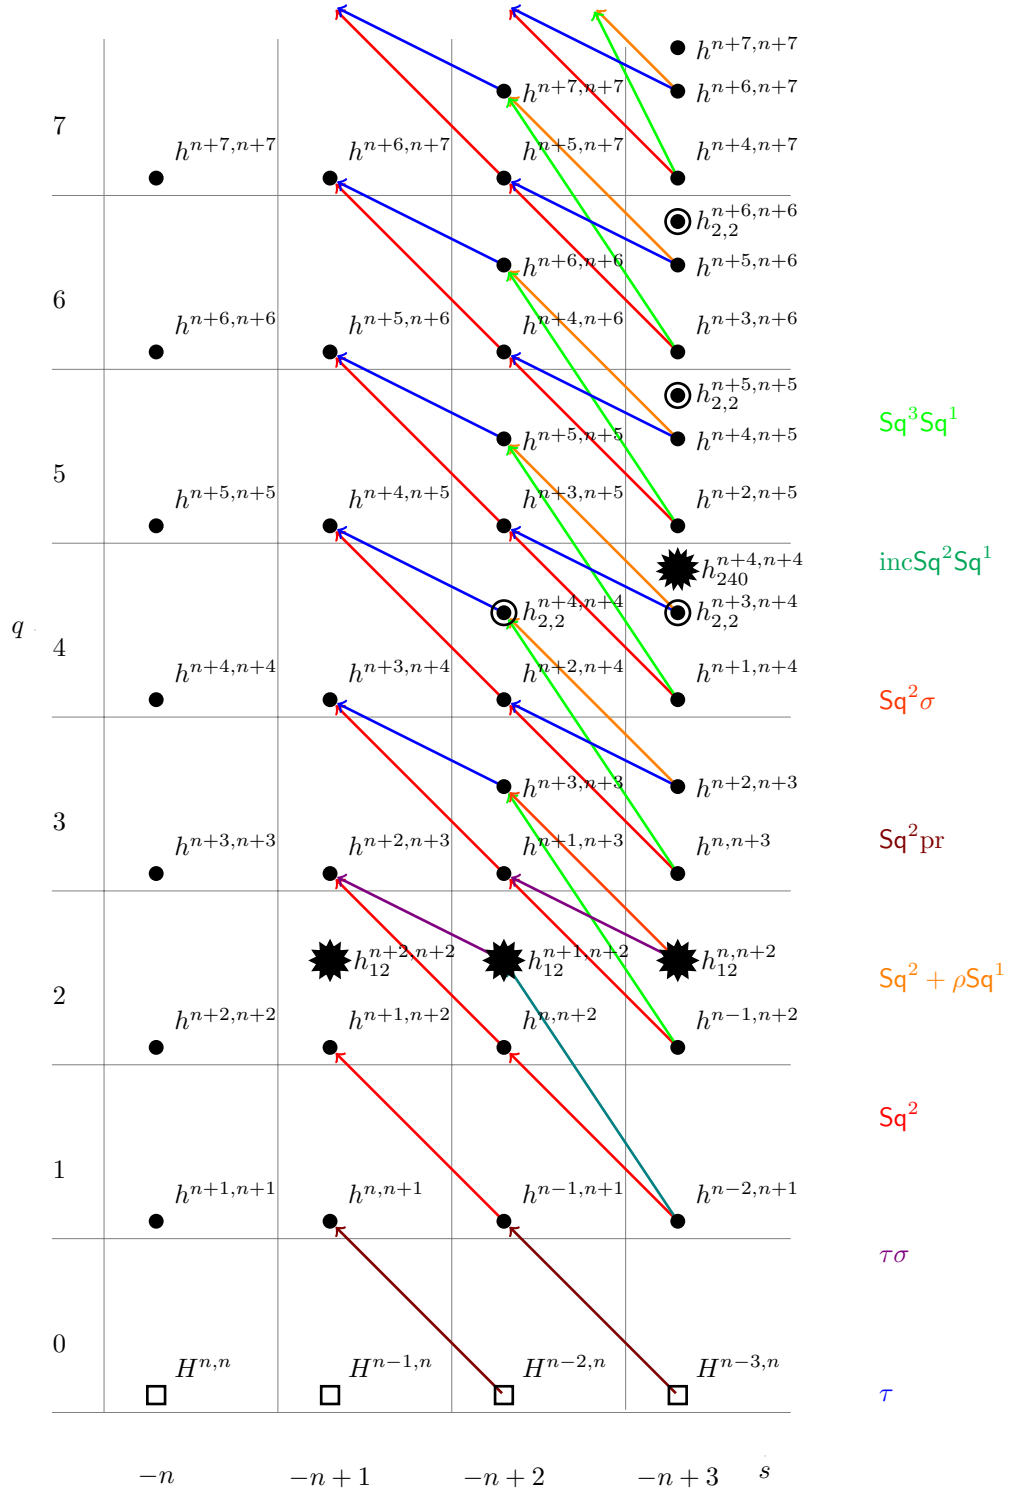 h^{n+7,n+7}
h^{n+7,n+7} h^{n+6,n+7}
7 h^{n+7,n+7} h^{n+6,n+7} h^{n+5,n+7} h^{n+4,n+7}
h_{2,2}^{n+6,n+6}
h^{n+6,n+6} h^{n+5,n+6}
6 h^{n+6,n+6} h^{n+5,n+6} h^{n+4,n+6} h^{n+3,n+6}
h_{2,2}^{n+5,n+5}
Sq^3Sq^1
h^{n+5,n+5} h^{n+4,n+5}
5 h^{n+5,n+5} h^{n+4,n+5} h^{n+3,n+5} h^{n+2,n+5}
h_{240}^{n+4,n+4} incSq^2Sq^1
h_{2,2}^{n+4,n+4} h_{2,2}^{n+3,n+4}
q
4 h^{n+4,n+4} h^{n+3,n+4} h^{n+2,n+4} h^{n+1,n+4}
Sq^2σ
h^{n+3,n+3} h^{n+2,n+3}
3 h^{n+3,n+3} h^{n+2,n+3} h^{n+1,n+3} h^{n,n+3}
Sq^2pr
h_{12}^{n+2,n+2} h_{12}^{n+1,n+2} h_{12}^{n,n+2}
Sq^2 + ρSq^1
2 h^{n+2,n+2} h^{n+1,n+2} h^{n,n+2} h^{n-1,n+2}
Sq^2
1 h^{n+1,n+1} h^{n,n+1} h^{n-1,n+1} h^{n-2,n+1}
τσ
0 H^{n,n} H^{n-1,n} H^{n-2,n} H^{n-3,n}
τ
−n −n + 1 −n + 2 −n + 3 s